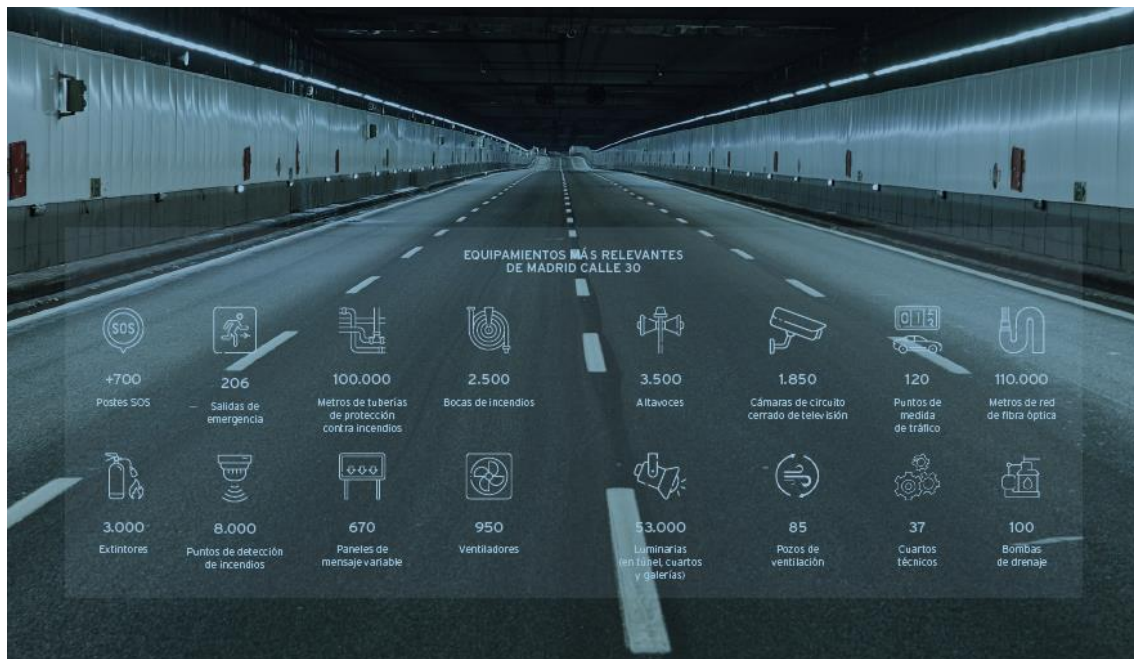 EQUIPAMIENTOS MÁS RELEVANTES
DE MADRID CALLE 30
SOS
+700
Postes SOS
206
Salidas de
emergencia
100.000
Metros de tuberías
de protección
contra incendios
2.500
Bocas de incendios
3.500
Altavoces
1.850
Cámaras de circuito
cerrado de televisión
120
Puntos de
medida
de tráfico
110.000
Metros de red
de fibra óptica
3.000
Extintores
8.000
Puntos de detección
de incendios
670
Paneles de
mensaje variable
950
Ventiladores
53.000
Luminarias
(en túnel, cuartos
y galerías)
85
Pozos de
ventilación
37
Cuartos
técnicos
100
Bombas
de drenaje